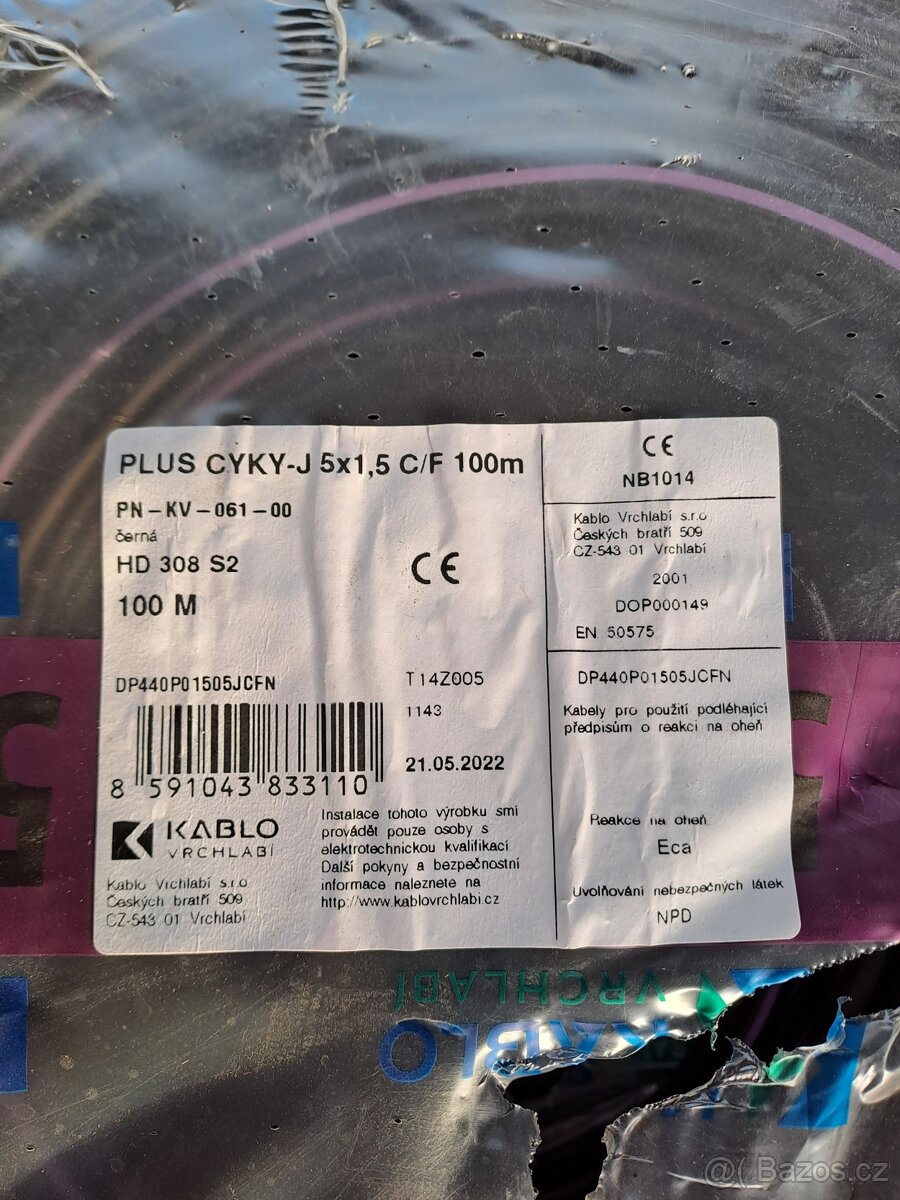 PLUS CYKY-J 5x1,5 C/F 100m
PN-KV-061-00
černá
HD 308 S2
CE
100 M
DP440P01505JCFN
T14Z005
1143
21.05.2022
8 591043 833110
KABLO
VRCHLABÍ
Kablo Vrchlabí s.r.o
Českých bratří 509
CZ-543 01 Vrchlabí
Instalace tohoto výrobku smí
provádět pouze osoby s
elektrotechnickou kvalifikací
Další pokyny a bezpečnostní
informace naleznete na
http://www.kablovrchlabi.cz
CE
NB1014
Kablo Vrchlabí s.r.o
Českých bratří 509
CZ-543 01 Vrchlabí
2001
DOP000149
EN 50575
DP440P01505JCFN
Kabely pro použití podléhající
předpisům o reakci na oheň
Reakce na oheň
Eca
Uvolňování nebezpečných látek
NPD
VRCHLABÍ
KABLO
@( Bazos.cz